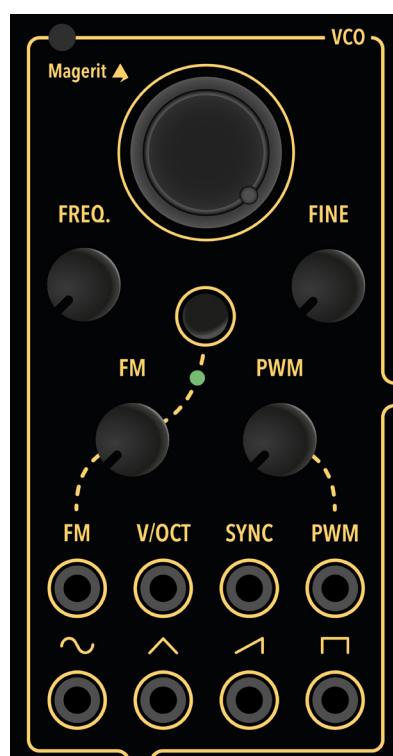 VCO
Magerit
FREQ. FINE
FM PWM
FM V/OCT SYNC PWM